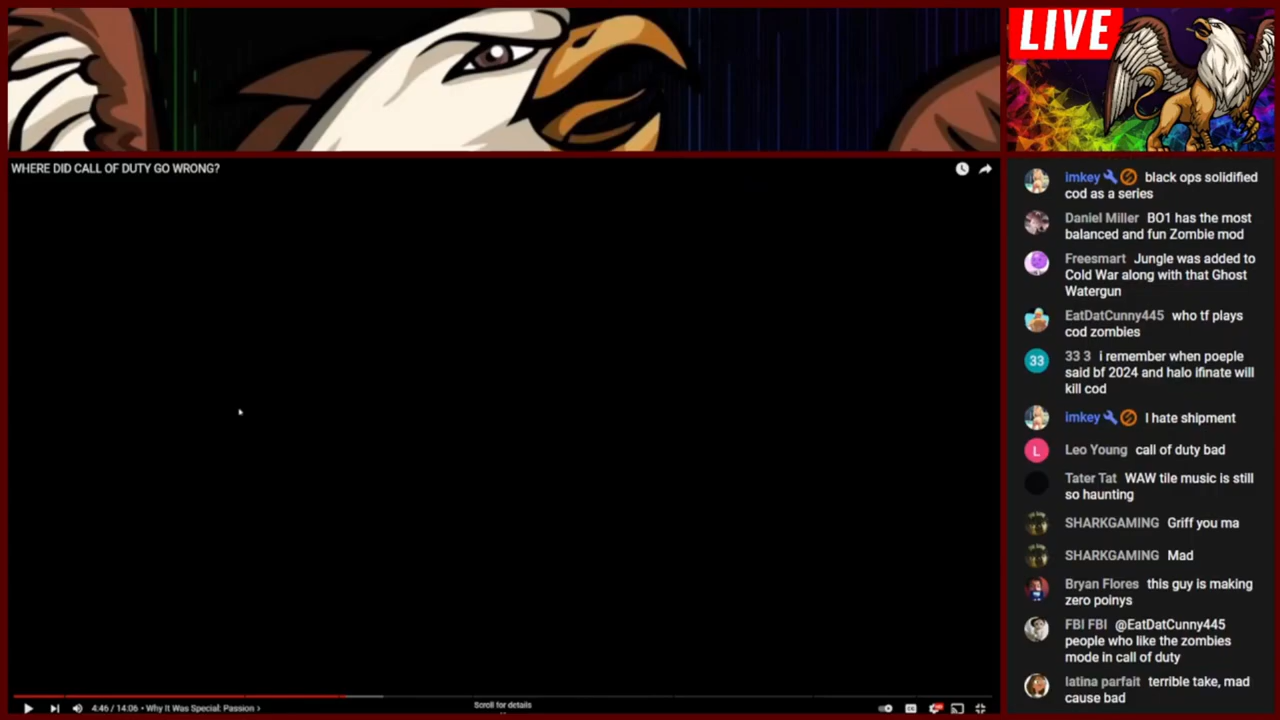 LIVE
WHERE DID CALL OF DUTY GO WRONG?
imkey black ops solidified
cod as a series
Daniel Miller BO1 has the most
balanced and fun Zombie mod
Freesmart Jungle was added to
Cold War along with that Ghost
Watergun
EatDatCunny445 who tf plays
cod zombies
33
33 3 i remember when poeple
said bf 2024 and halo ifinate will
kill cod
imkey I hate shipment
L
Leo Young call of duty bad
Tater Tat WAW tile music is still
so haunting
SHARKGAMING Griff you ma
SHARKGAMING Mad
Bryan Flores this guy is making
zero poinys
FBI FBI @EatDatCunny445
people who like the zombies
mode in call of duty
latina parfait terrible take, mad
cause bad
4:46 / 14:06 • Why It Was Special: Passion ›
Scroll for details